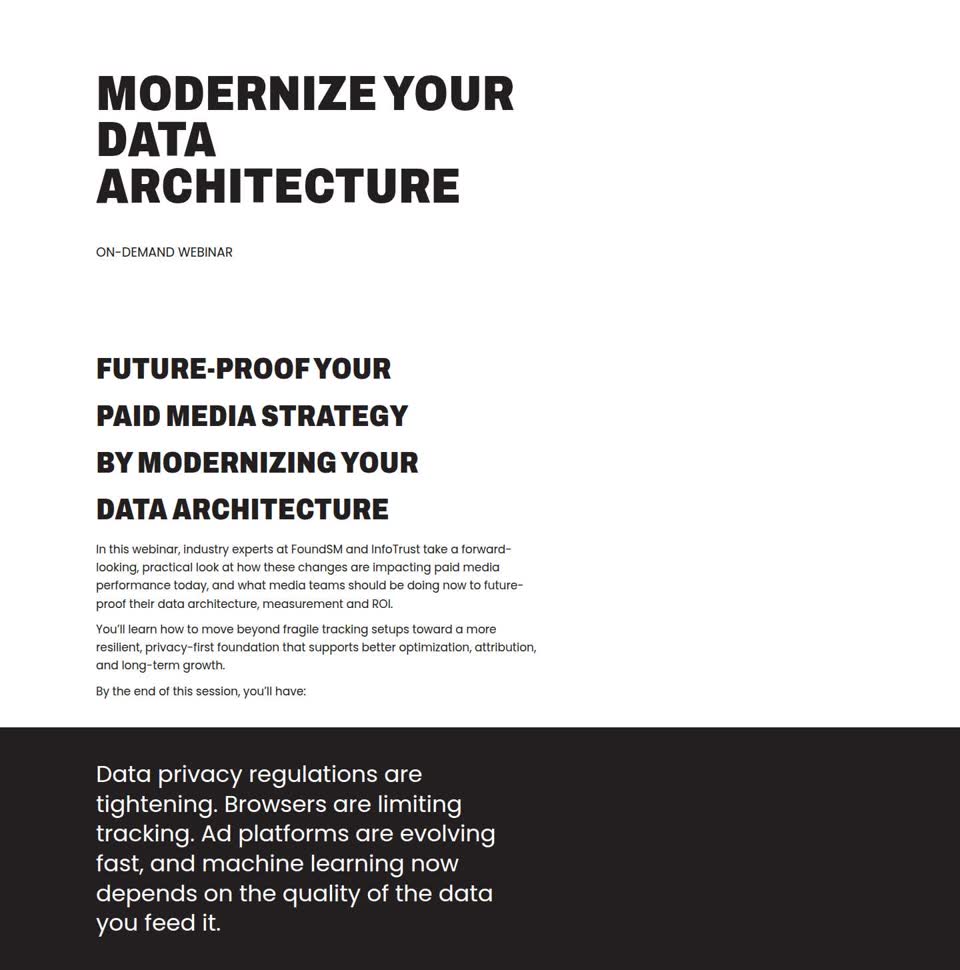 MODERNIZE YOUR
DATA
ARCHITECTURE
ON-DEMAND WEBINAR
FUTURE-PROOF YOUR
PAID MEDIA STRATEGY
BY MODERNIZING YOUR
DATA ARCHITECTURE
In this webinar, industry experts at FoundSM and InfoTrust take a forward-
looking, practical look at how these changes are impacting paid media
performance today, and what media teams should be doing now to future-
proof their data architecture, measurement and ROI.
You’ll learn how to move beyond fragile tracking setups toward a more
resilient, privacy-first foundation that supports better optimization, attribution,
and long-term growth.
By the end of this session, you’ll have:
Data privacy regulations are
tightening. Browsers are limiting
tracking. Ad platforms are evolving
fast, and machine learning now
depends on the quality of the data
you feed it.